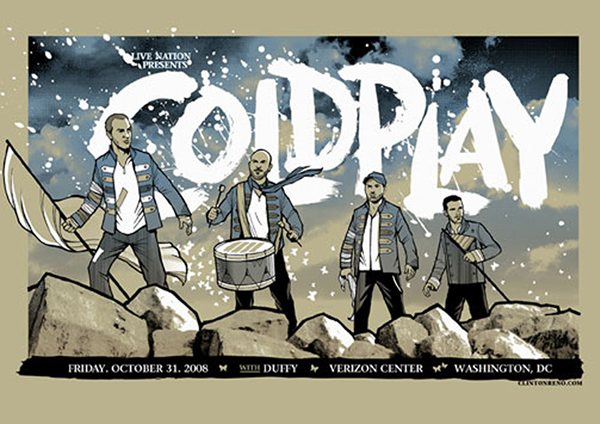 LIVE NATION
PRESENTS
COLDPLAY
FRIDAY. OCTOBER 31. 2008 WITH DUFFY VERIZON CENTER WASHINGTON, DC
CLINTONRENO.COM